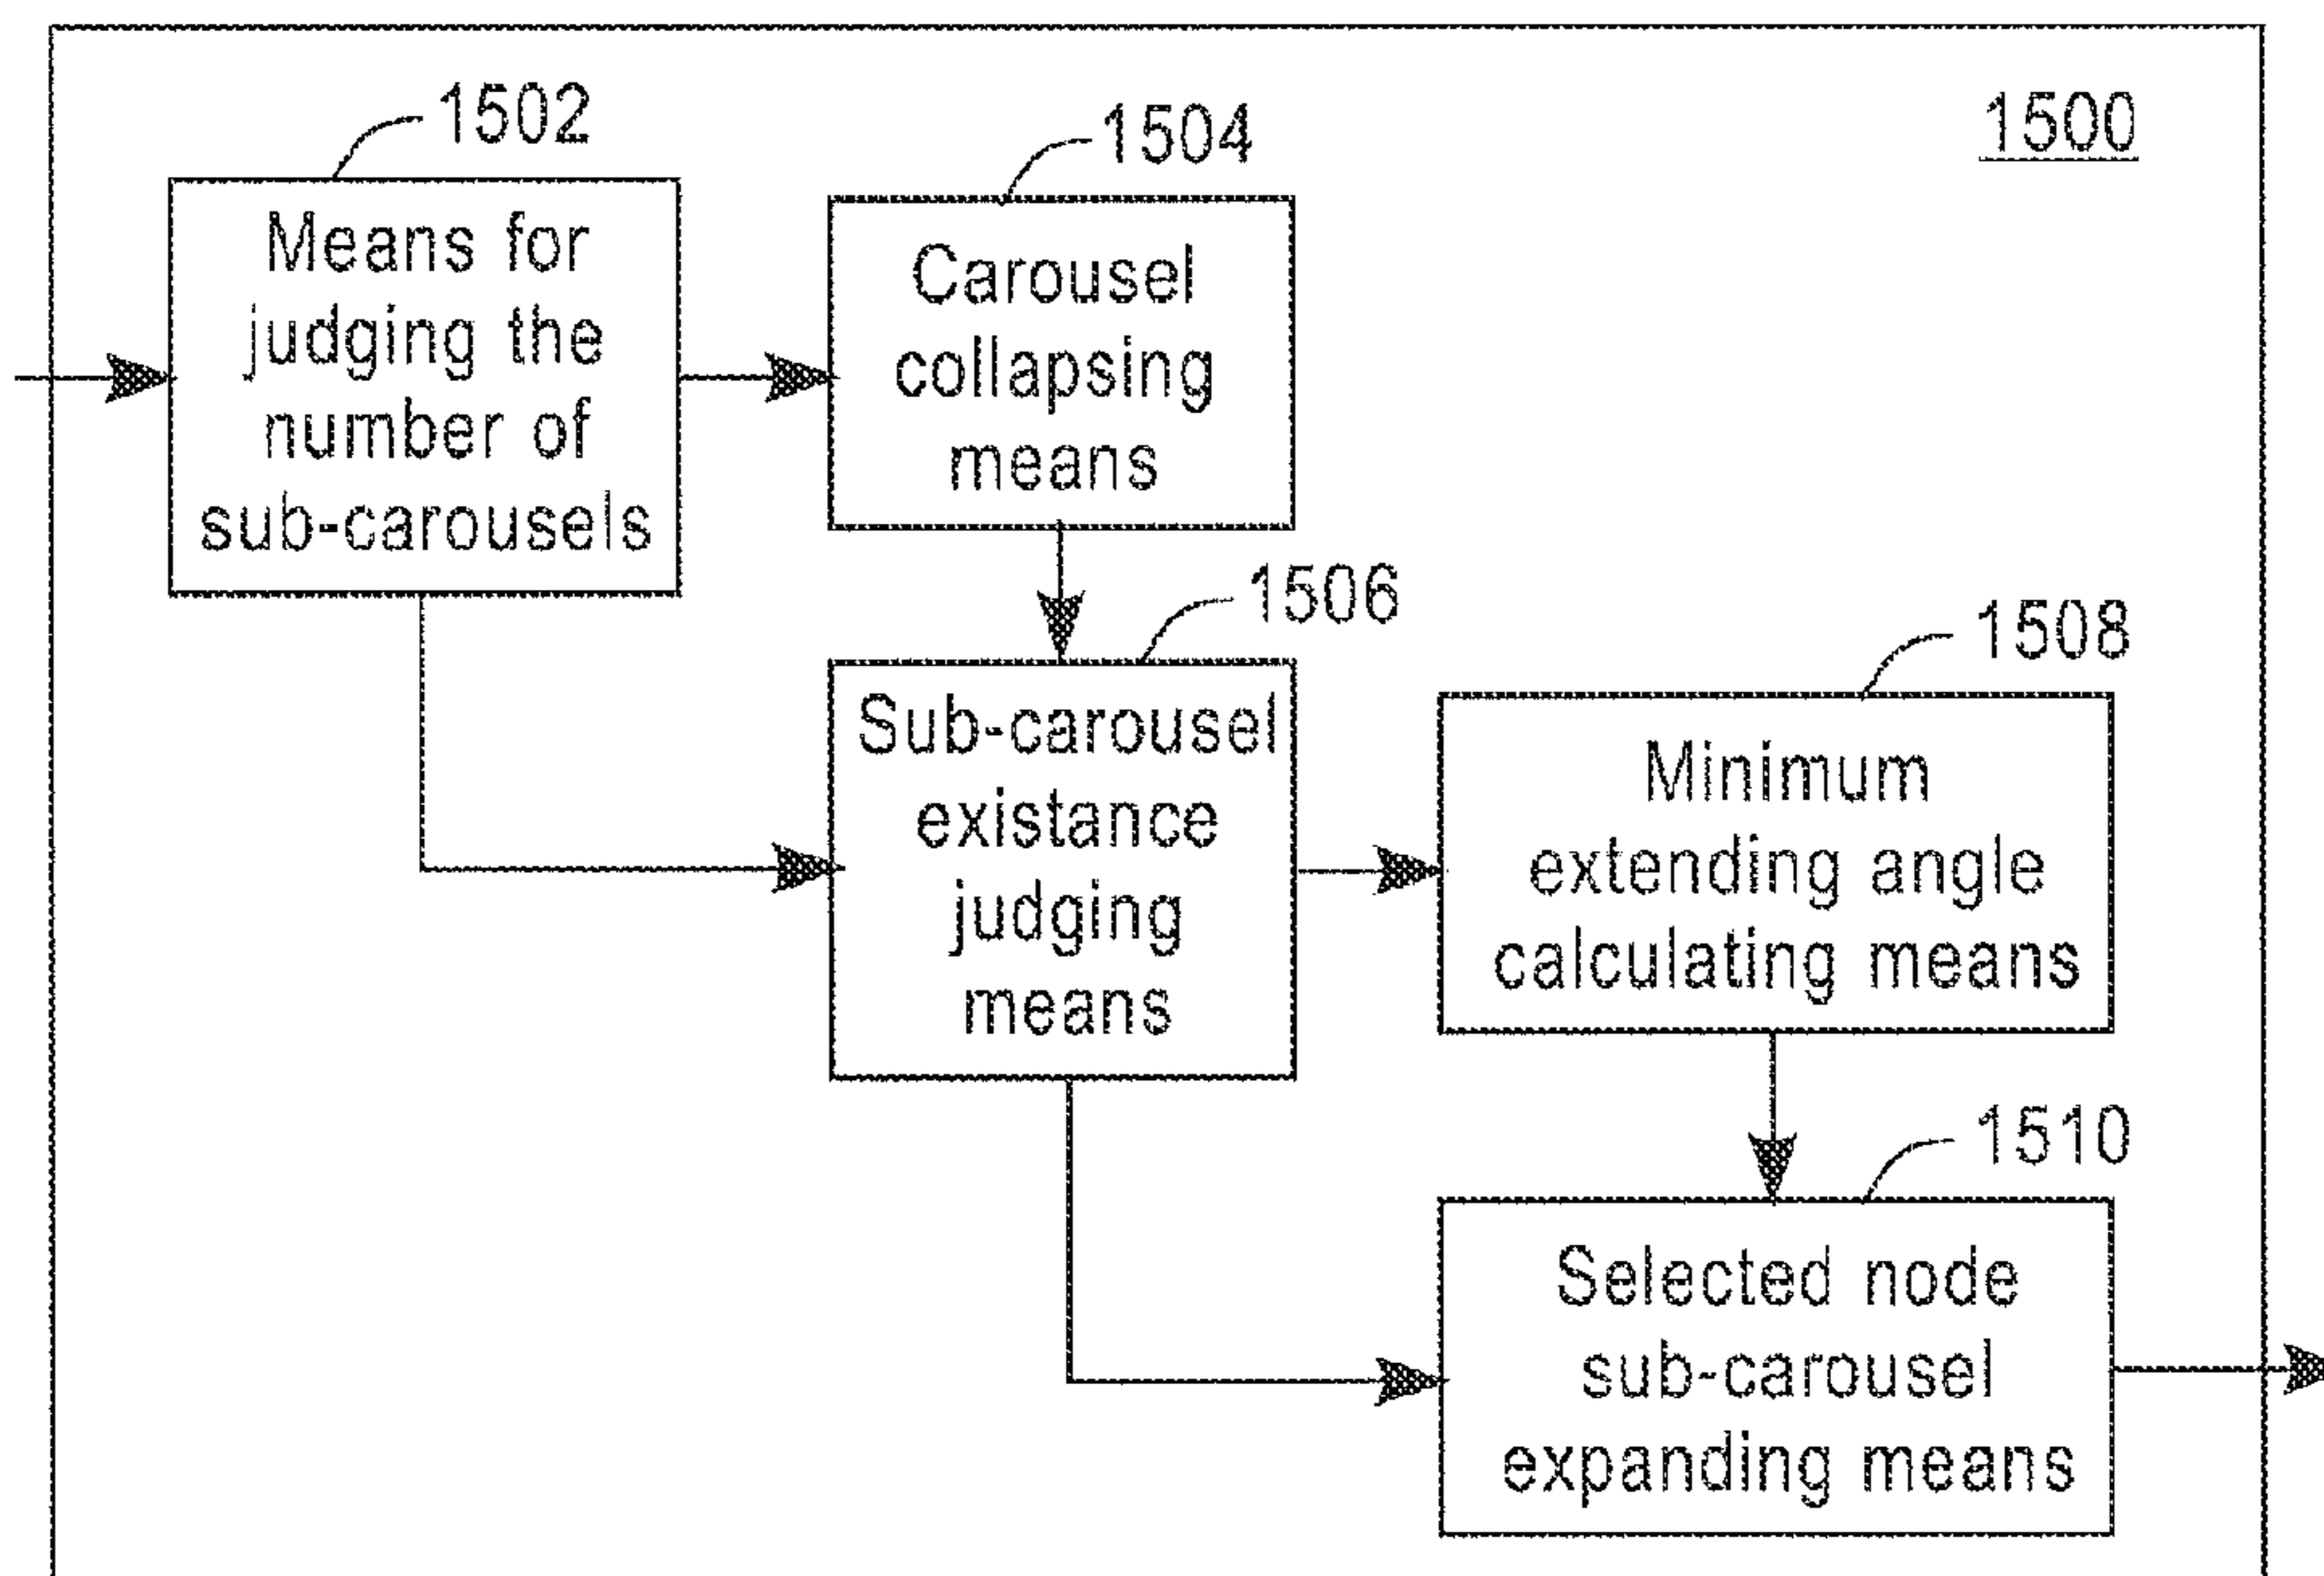 1500
1502
Means for
judging the
number of
sub-carousels
1504
Carousel
collapsing
means
1506
Sub-carousel
existance
judging
means
1508
Minimum
extending angle
calculating means
1510
Selected node
sub-carousel
expanding means